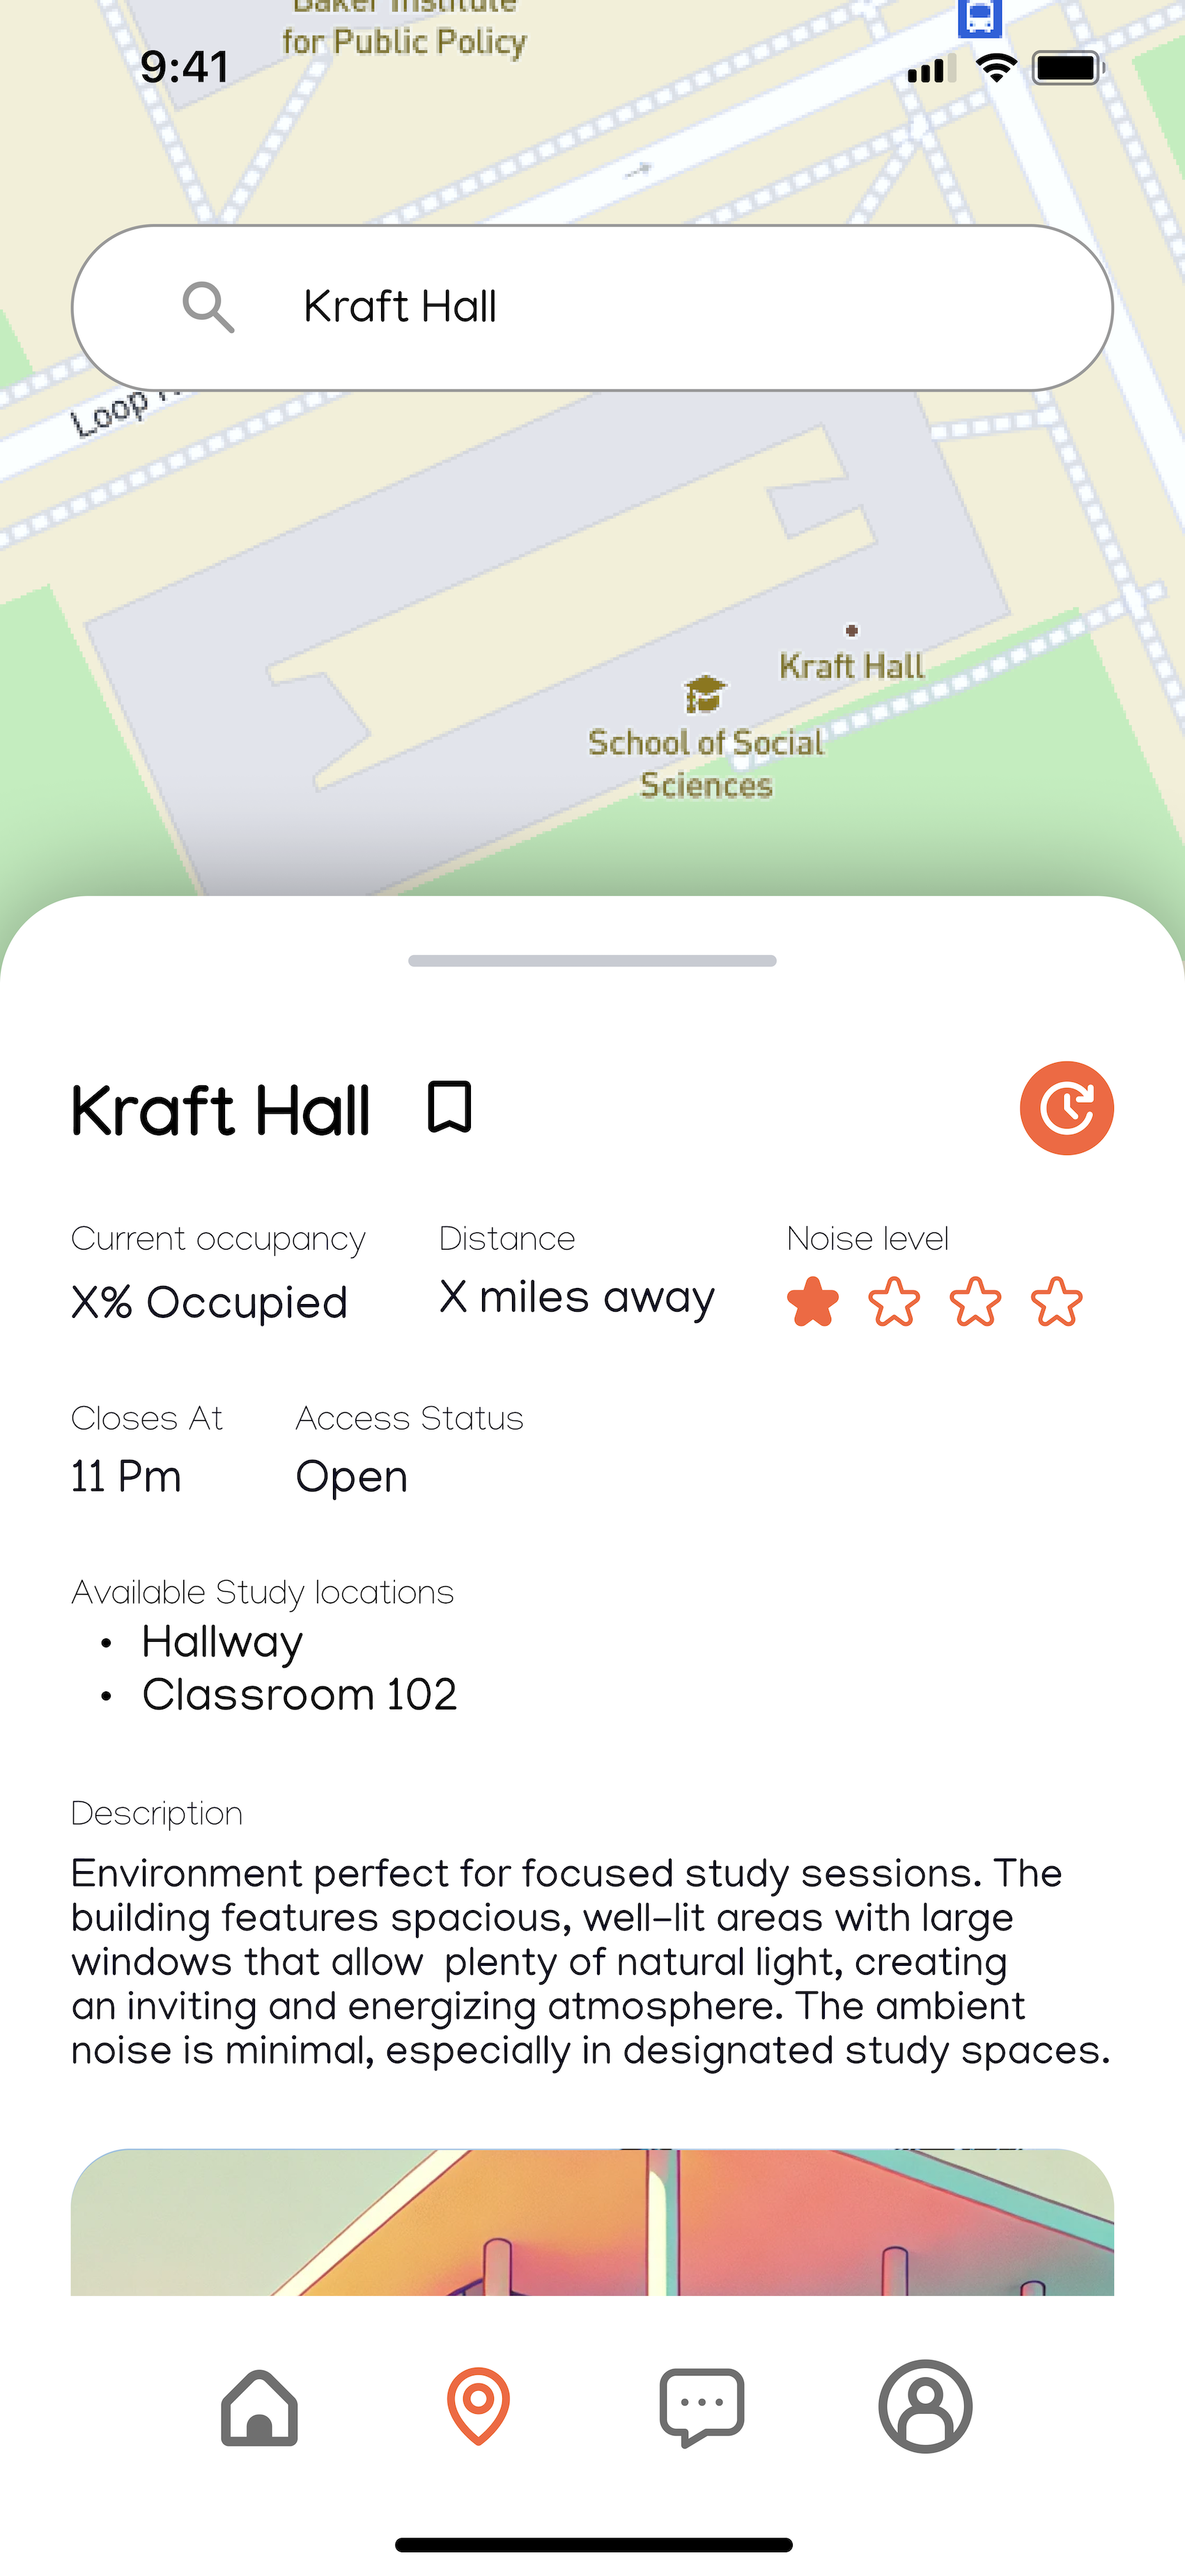 Baker Institute
for Public Policy
9:41
Kraft Hall
Loop
Kraft Hall
School of Social
Sciences
Kraft Hall
Current occupancy
X% Occupied
Distance
X miles away
Noise level
Closes At
11 Pm
Access Status
Open
Available Study locations
• Hallway
• Classroom 102
Description
Environment perfect for focused study sessions. The
building features spacious, well-lit areas with large
windows that allow  plenty of natural light, creating
an inviting and energizing atmosphere. The ambient
noise is minimal, especially in designated study spaces.